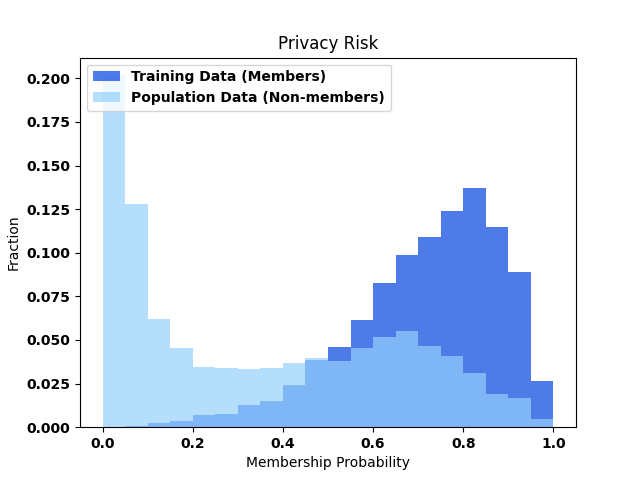 Privacy Risk
Training Data (Members)
Population Data (Non-members)
Fraction
0.200
0.175
0.150
0.125
0.100
0.075
0.050
0.025
0.000
0.0 0.2 0.4 0.6 0.8 1.0
Membership Probability